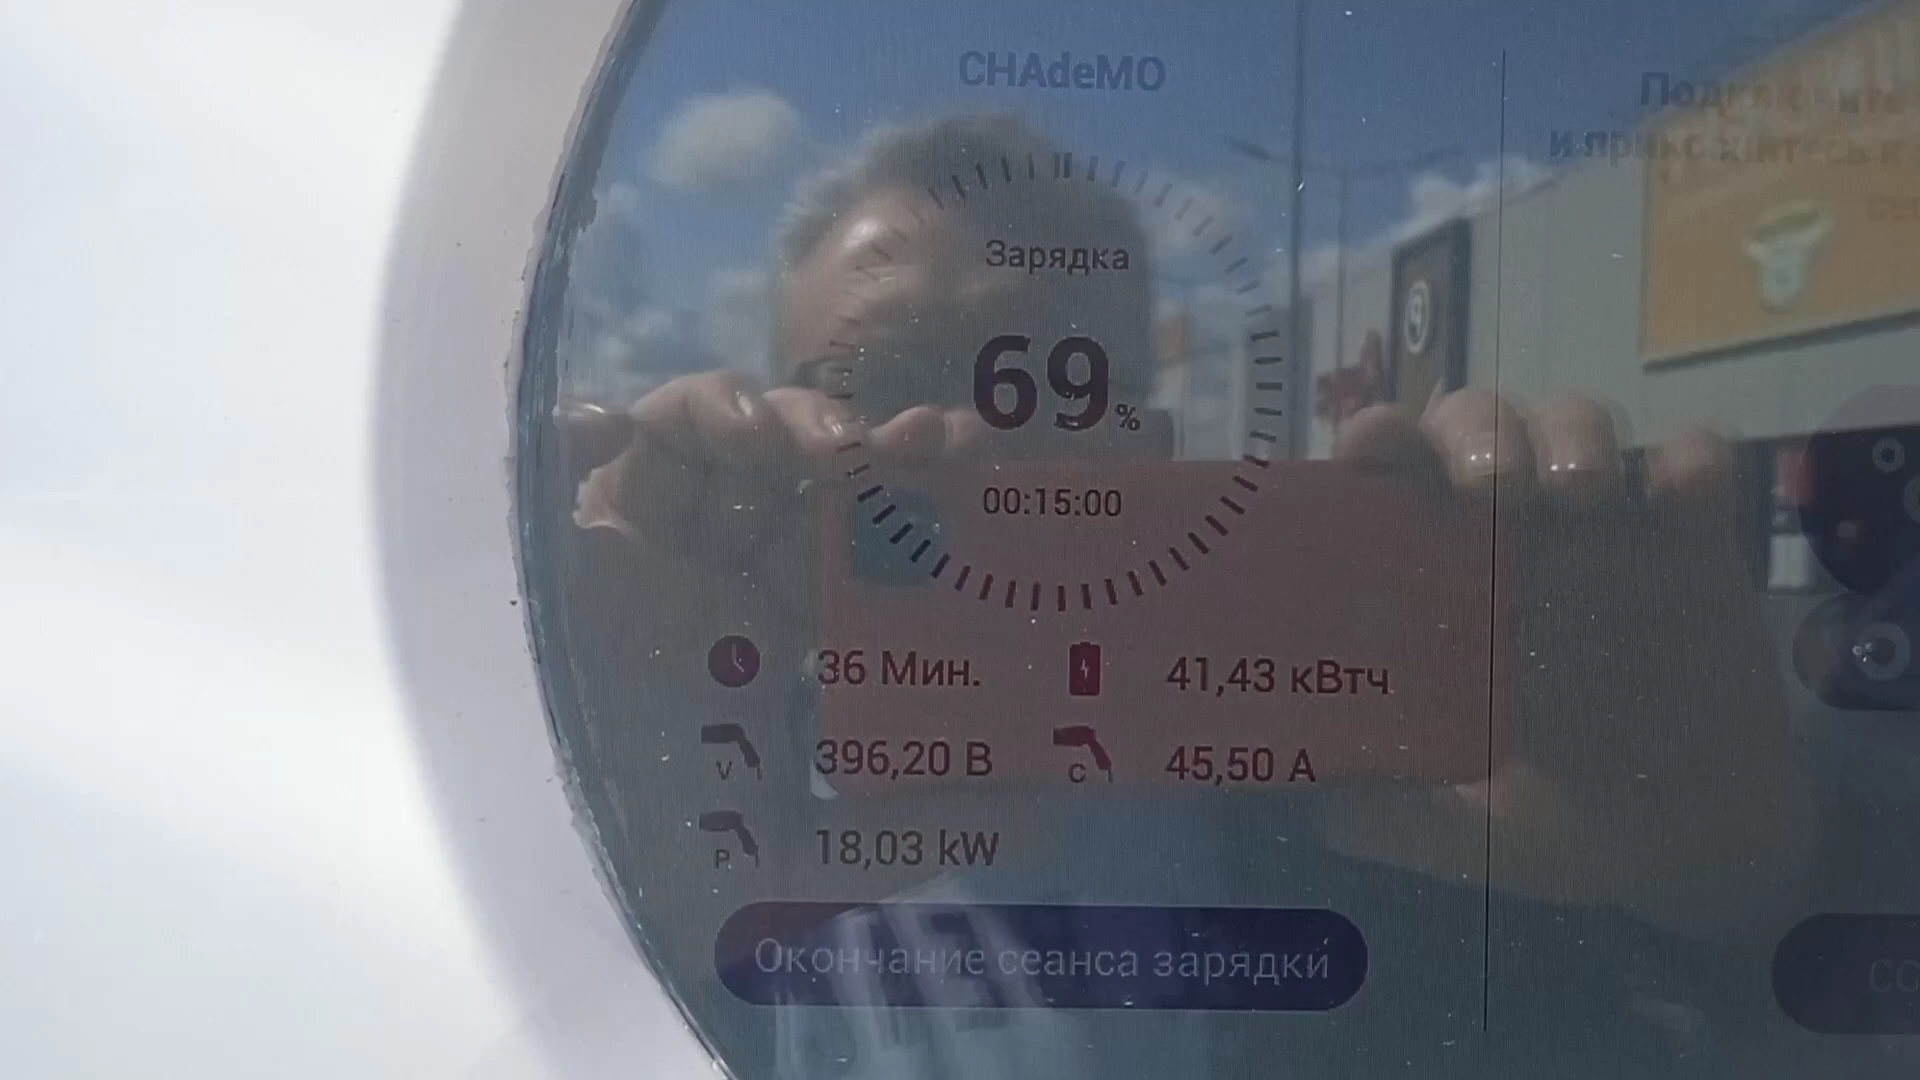 CHAdeMO
Зарядка
69 %
00:15:00
36 Мин.
41,43 кВтч
V
396,20 В
C
45,50 А
P
18,03 kW
Окончание сеанса зарядки
и